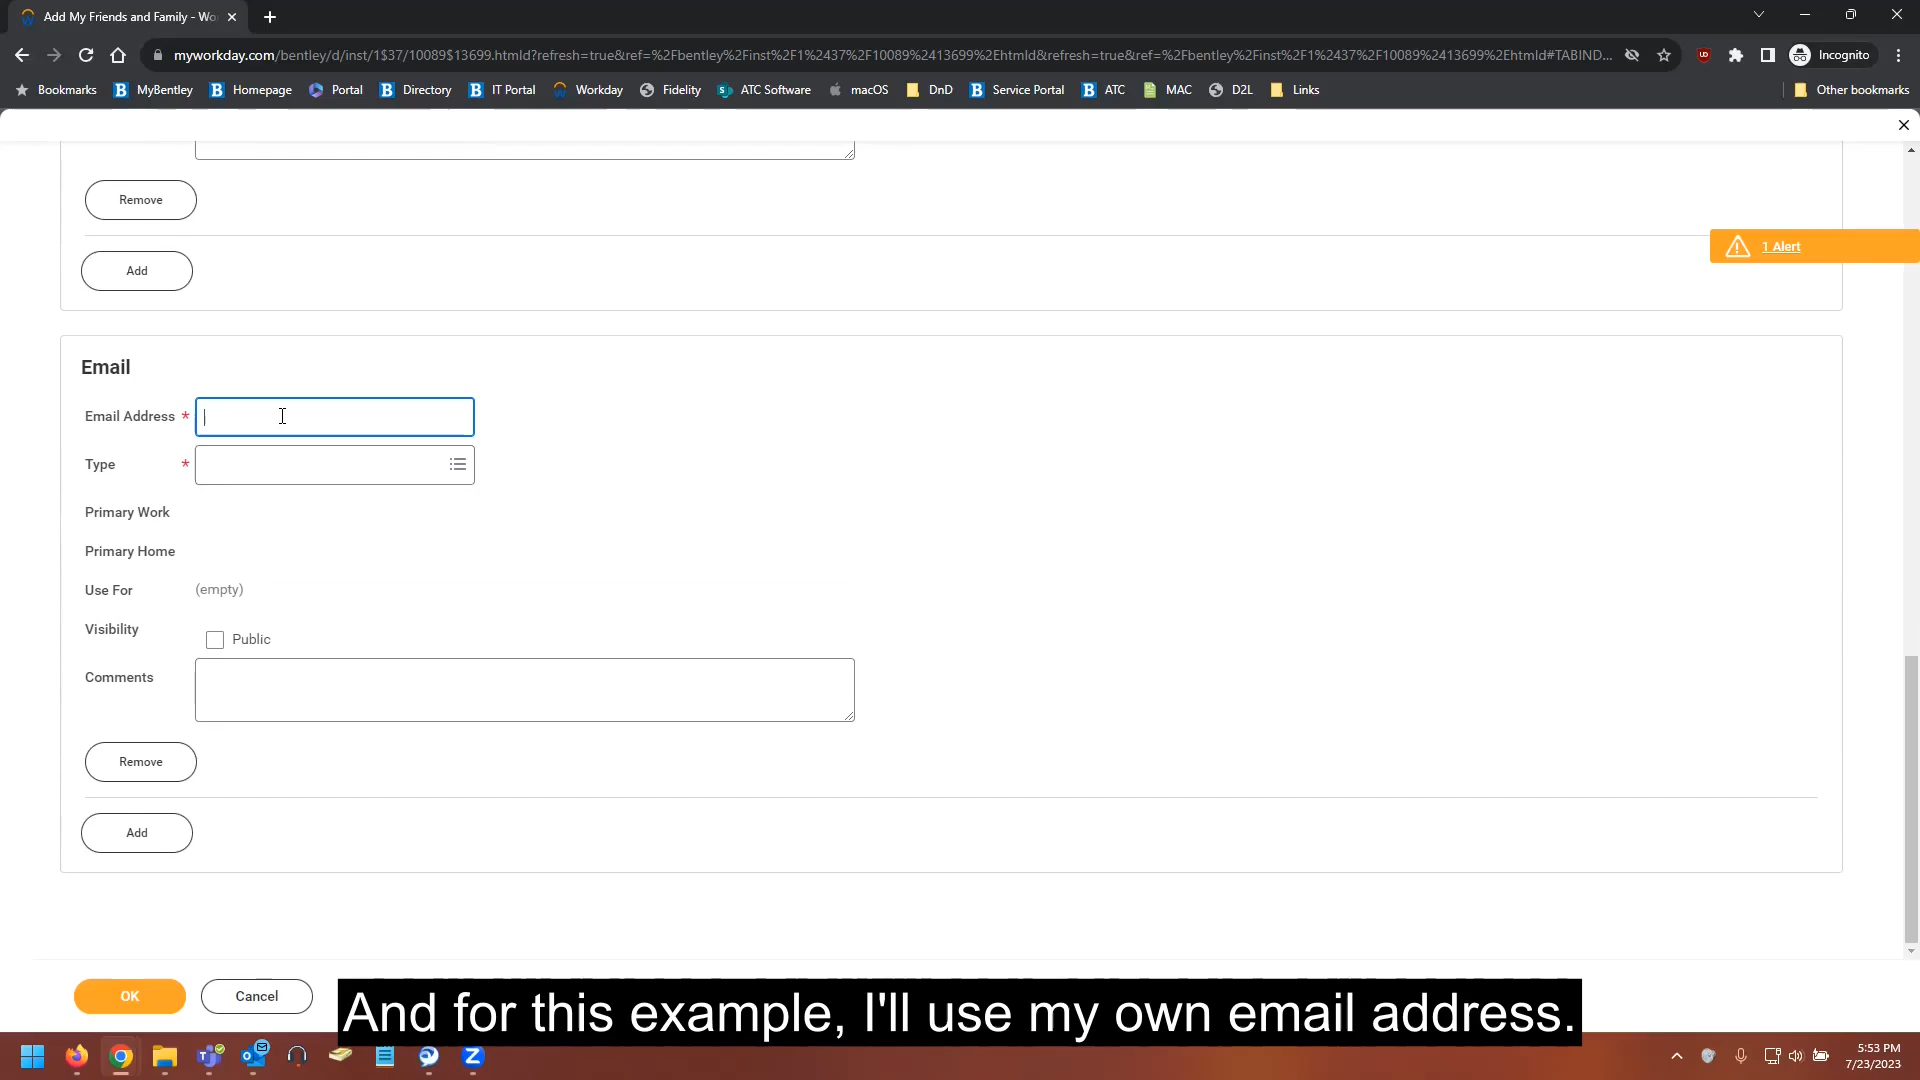 Add My Friends and Family - Wo
myworkday.com/bentley/d/inst/1$37/10089$13699.htmld?refresh=true&ref=%2Fbentley%2Finst%2F1%2437%2F10089%2413699%2Ehtmld&refresh=true&ref=%2Fbentley%2Finst%2F1%2437%2F10089%2413699%2Ehtmld#TABIND...
Incognito
Bookmarks MyBentley Homepage Portal Directory IT Portal Workday Fidelity ATC Software macOS DnD Service Portal ATC MAC D2L Links Other bookmarks
Remove
1 Alert
Add
Email
Email Address *
Type *
Primary Work
Primary Home
Use For (empty)
Visibility
Public
Comments
Remove
Add
OK Cancel
And for this example, I'll use my own email address.
5:53 PM
7/23/2023